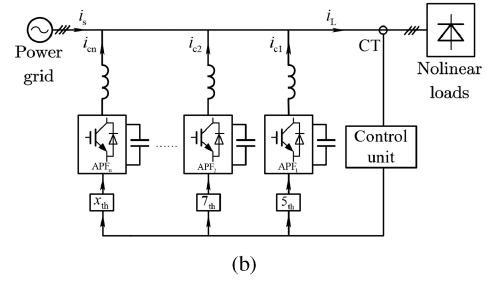 i_s
i_L
Power
grid
i_cn
i_c2
i_c1
CT
Nolinear
loads
APF_n
......
APF_2
APF_1
Control
unit
x_th
7_th
5_th
(b)